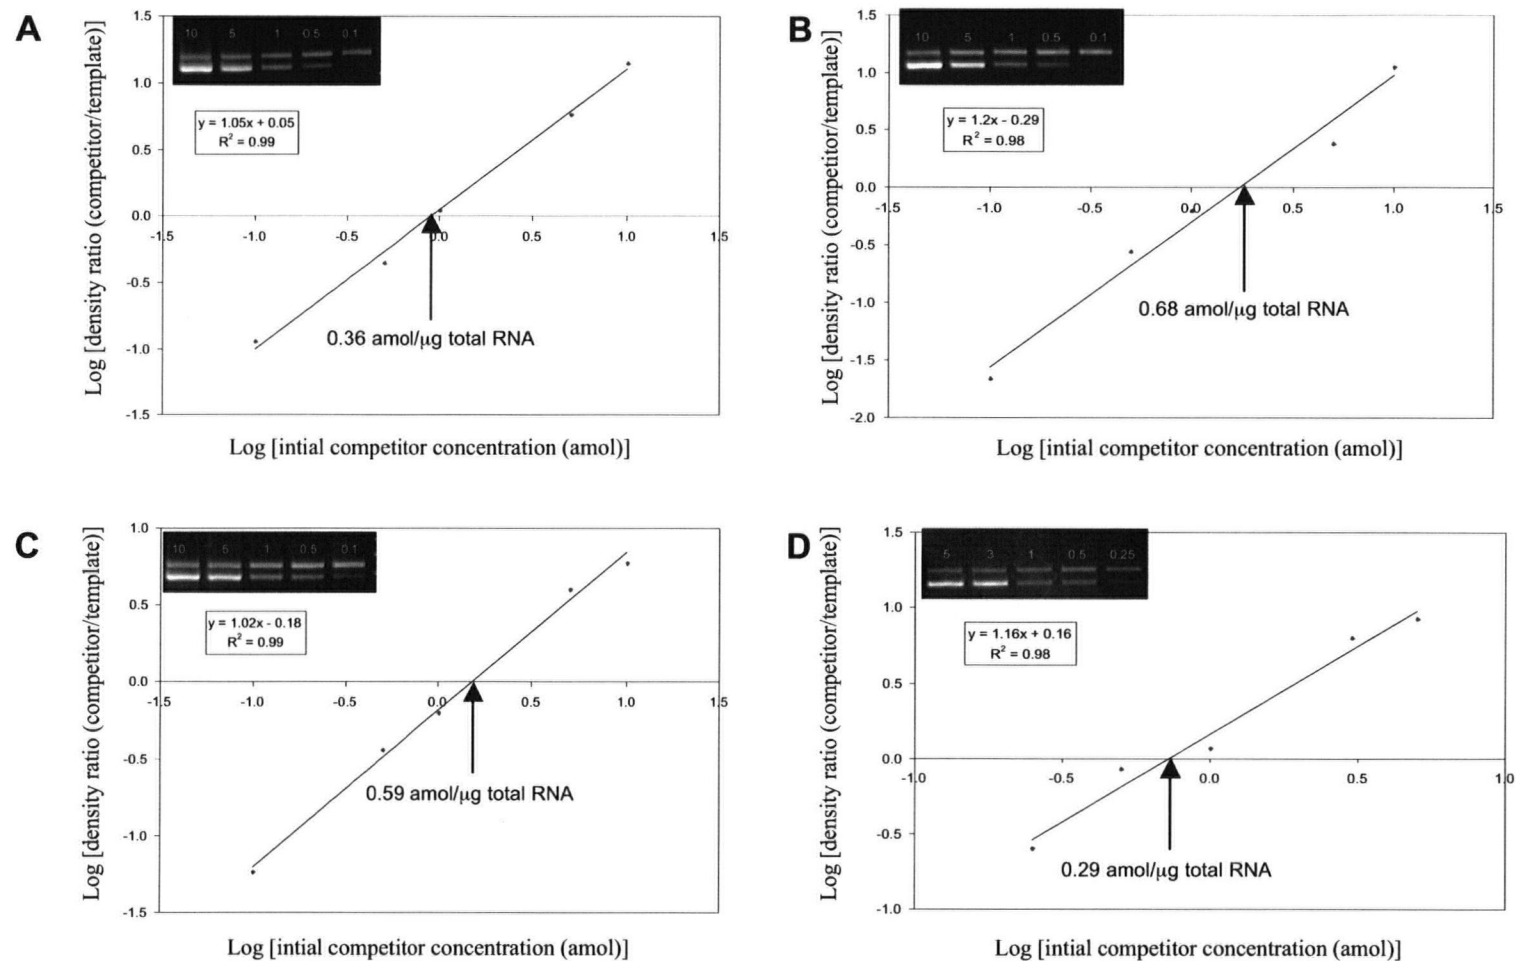 A
Log [density ratio (competitor/template)]
1.5
1.0
0.5
0.0
-0.5
-1.0
-1.5
-1.5
-1.0
-0.5
0.0
0.5
1.0
1.5
10 5 1 0.5 0.1
y = 1.05x + 0.05
R² = 0.99
0.36 amol/μg total RNA
Log [intial competitor concentration (amol)]
B
Log [density ratio (competitor/template)]
1.5
1.0
0.5
0.0
-0.5
-1.0
-1.5
-2.0
-1.5
-1.0
-0.5
0.0
0.5
1.0
1.5
10 5 1 0.5 0.1
y = 1.2x - 0.29
R² = 0.98
0.68 amol/μg total RNA
Log [intial competitor concentration (amol)]
C
Log [density ratio (competitor/template)]
1.0
0.5
0.0
-0.5
-1.0
-1.5
-1.5
-1.0
-0.5
0.0
0.5
1.0
1.5
10 5 1 0.5 0.1
y = 1.02x - 0.18
R² = 0.99
0.59 amol/μg total RNA
Log [intial competitor concentration (amol)]
D
Log [density ratio (competitor/template)]
1.5
1.0
0.5
0.0
-0.5
-1.0
-1.0
-0.5
0.0
0.5
1.0
5 3 1 0.5 0.25
y = 1.16x + 0.16
R² = 0.98
0.29 amol/μg total RNA
Log [intial competitor concentration (amol)]